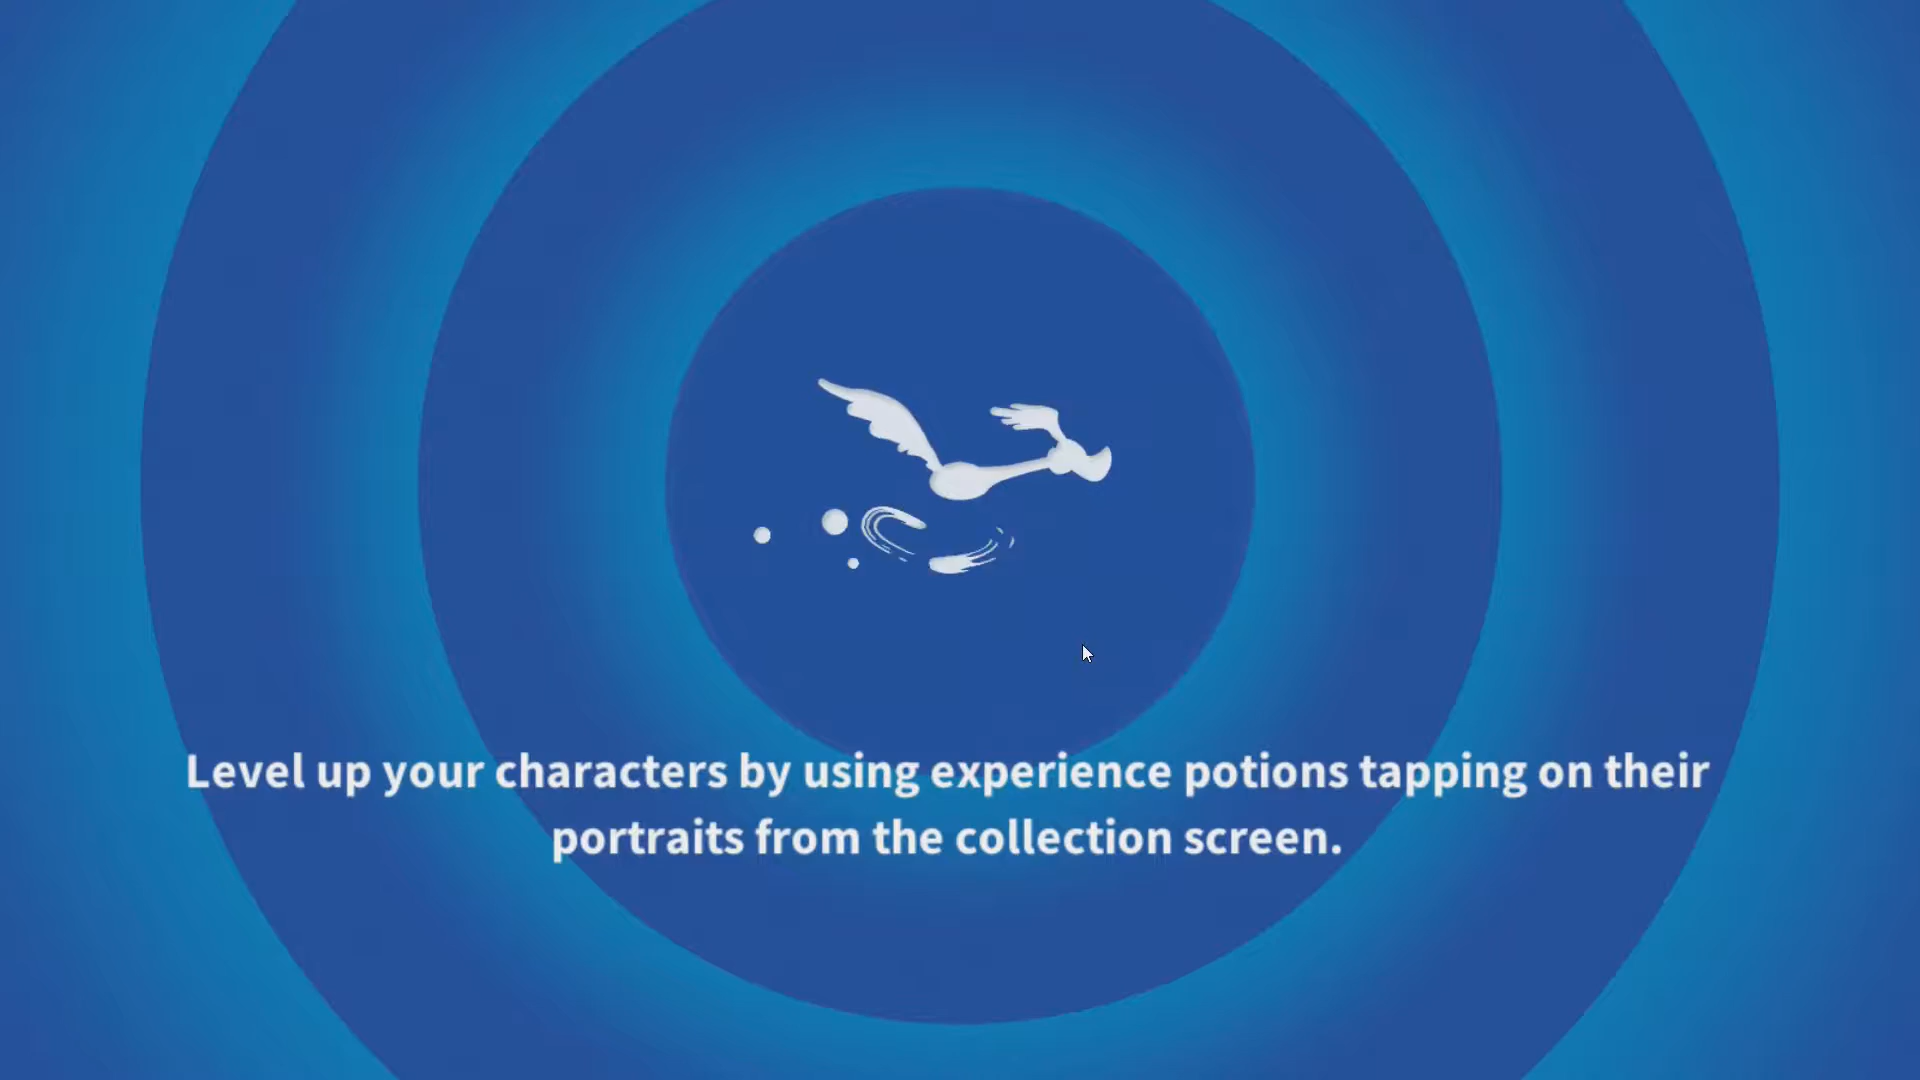 Level up your characters by using experience potions tapping on their
portraits from the collection screen.